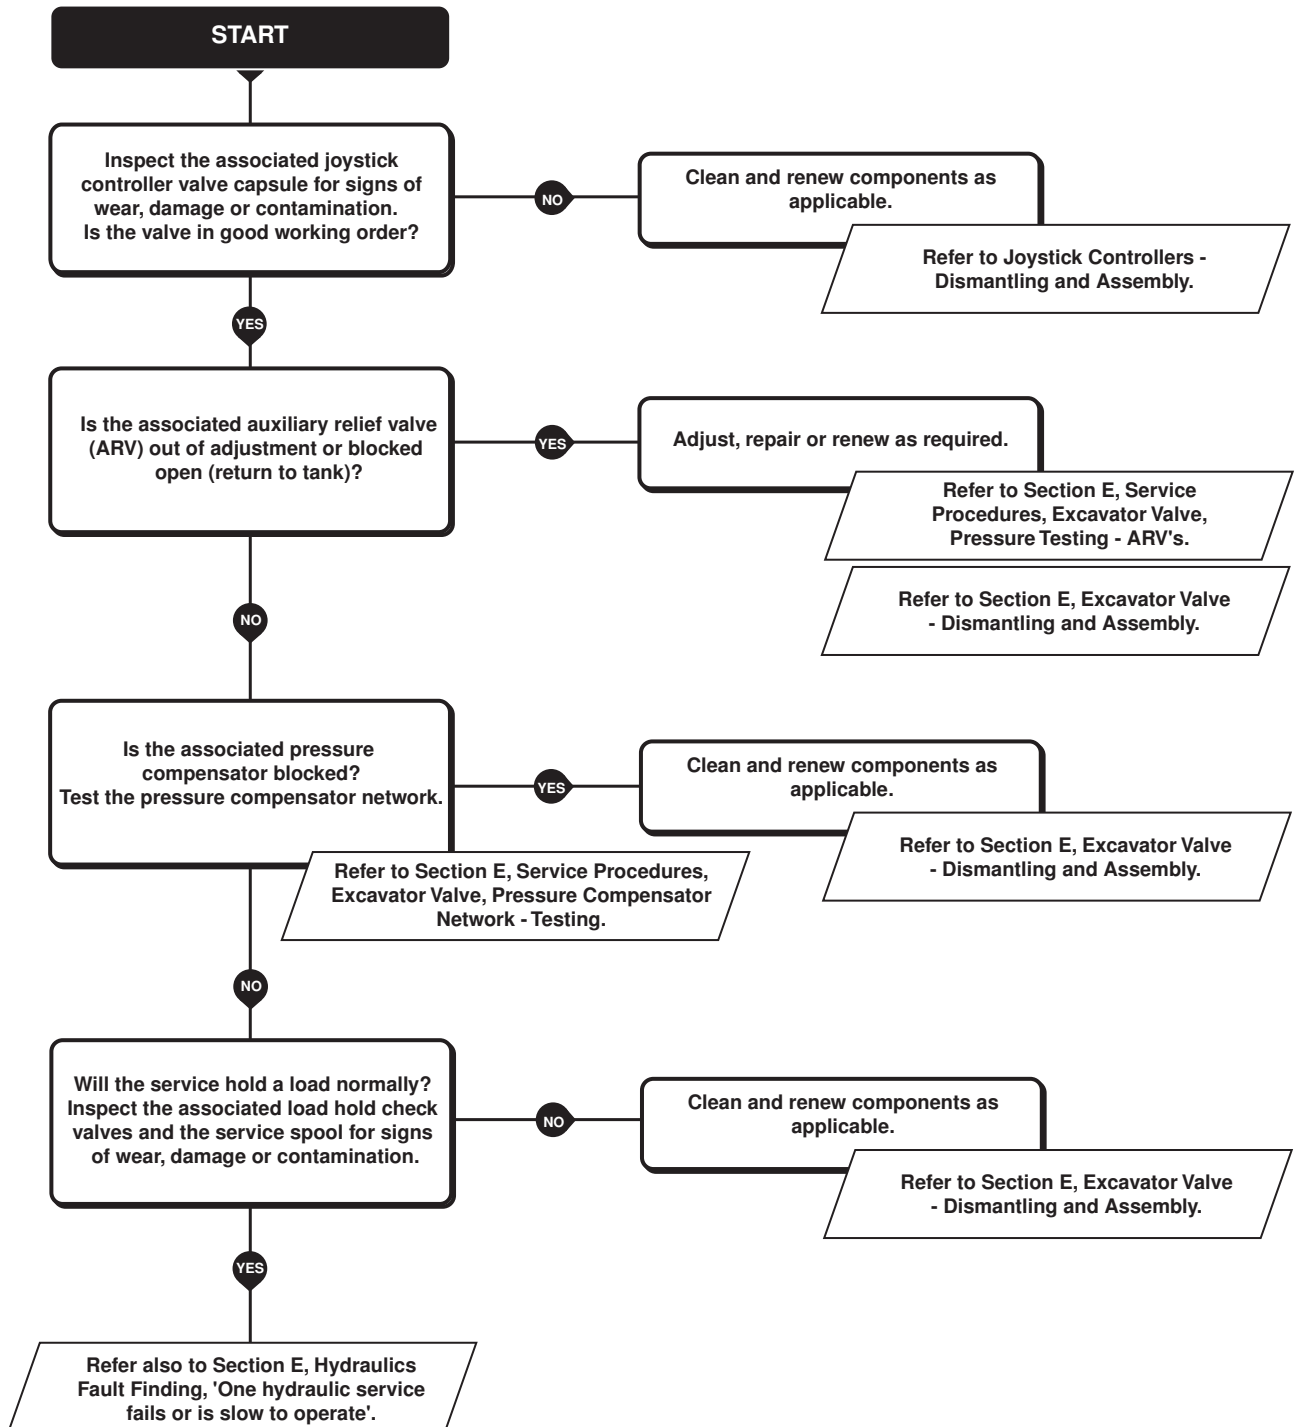 START
Inspect the associated joystick
controller valve capsule for signs of
wear, damage or contamination.
Is the valve in good working order?
NO
Clean and renew components as
applicable.
Refer to Joystick Controllers -
Dismantling and Assembly.
YES
Is the associated auxiliary relief valve
(ARV) out of adjustment or blocked
open (return to tank)?
YES
Adjust, repair or renew as required.
Refer to Section E, Service
Procedures, Excavator Valve,
Pressure Testing - ARV's.
Refer to Section E, Excavator Valve
- Dismantling and Assembly.
NO
Is the associated pressure
compensator blocked?
Test the pressure compensator network.
YES
Clean and renew components as
applicable.
Refer to Section E, Excavator Valve
- Dismantling and Assembly.
Refer to Section E, Service Procedures,
Excavator Valve, Pressure Compensator
Network - Testing.
NO
Will the service hold a load normally?
Inspect the associated load hold check
valves and the service spool for signs
of wear, damage or contamination.
NO
Clean and renew components as
applicable.
Refer to Section E, Excavator Valve
- Dismantling and Assembly.
YES
Refer also to Section E, Hydraulics
Fault Finding, 'One hydraulic service
fails or is slow to operate'.